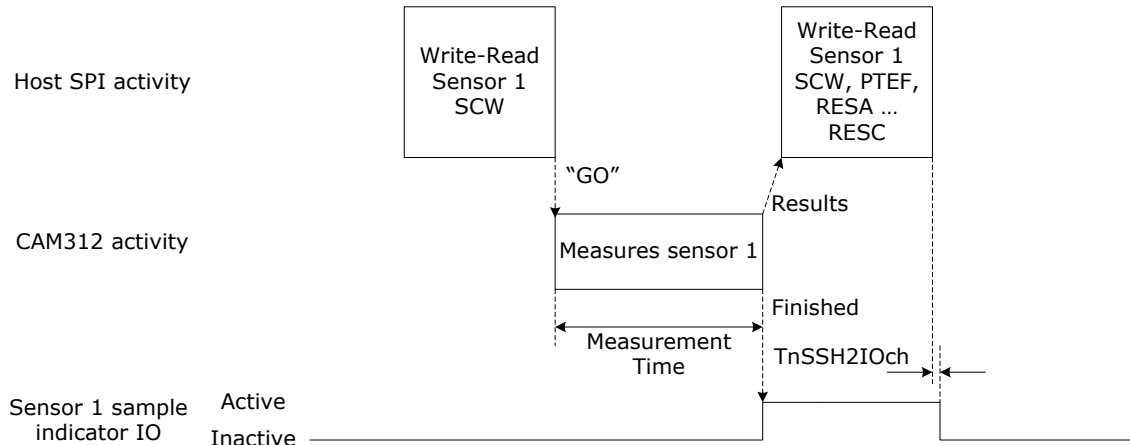 Host SPI activity
Write-Read
Sensor 1
SCW
Write-Read
Sensor 1
SCW, PTEF,
RESA …
RESC
“GO”
Results
CAM312 activity
Measures sensor 1
Finished
Measurement
Time
TnSSH2IOch
Sensor 1 sample
indicator IO
Active
Inactive